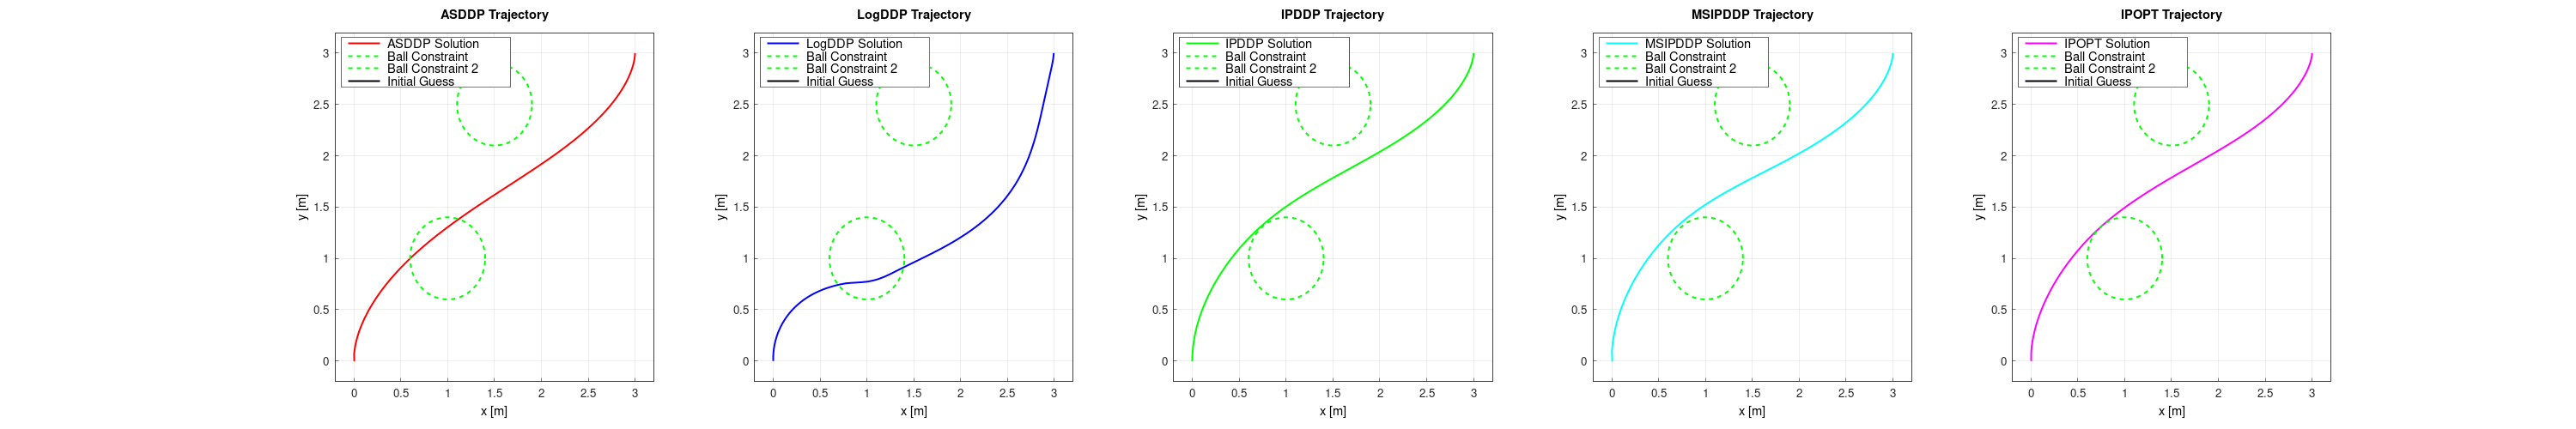 ASDDP Trajectory
ASDDP Solution
Ball Constraint
Ball Constraint 2
Initial Guess
3
2.5
2
1.5
1
0.5
0
y [m]
0 0.5 1 1.5 2 2.5 3
x [m]
LogDDP Trajectory
LogDDP Solution
Ball Constraint
Ball Constraint 2
Initial Guess
3
2.5
2
1.5
1
0.5
0
y [m]
0 0.5 1 1.5 2 2.5 3
x [m]
IPDDP Trajectory
IPDDP Solution
Ball Constraint
Ball Constraint 2
Initial Guess
3
2.5
2
1.5
1
0.5
0
y [m]
0 0.5 1 1.5 2 2.5 3
x [m]
MSIPDDP Trajectory
MSIPDDP Solution
Ball Constraint
Ball Constraint 2
Initial Guess
3
2.5
2
1.5
1
0.5
0
y [m]
0 0.5 1 1.5 2 2.5 3
x [m]
IPOPT Trajectory
IPOPT Solution
Ball Constraint
Ball Constraint 2
Initial Guess
3
2.5
2
1.5
1
0.5
0
y [m]
0 0.5 1 1.5 2 2.5 3
x [m]